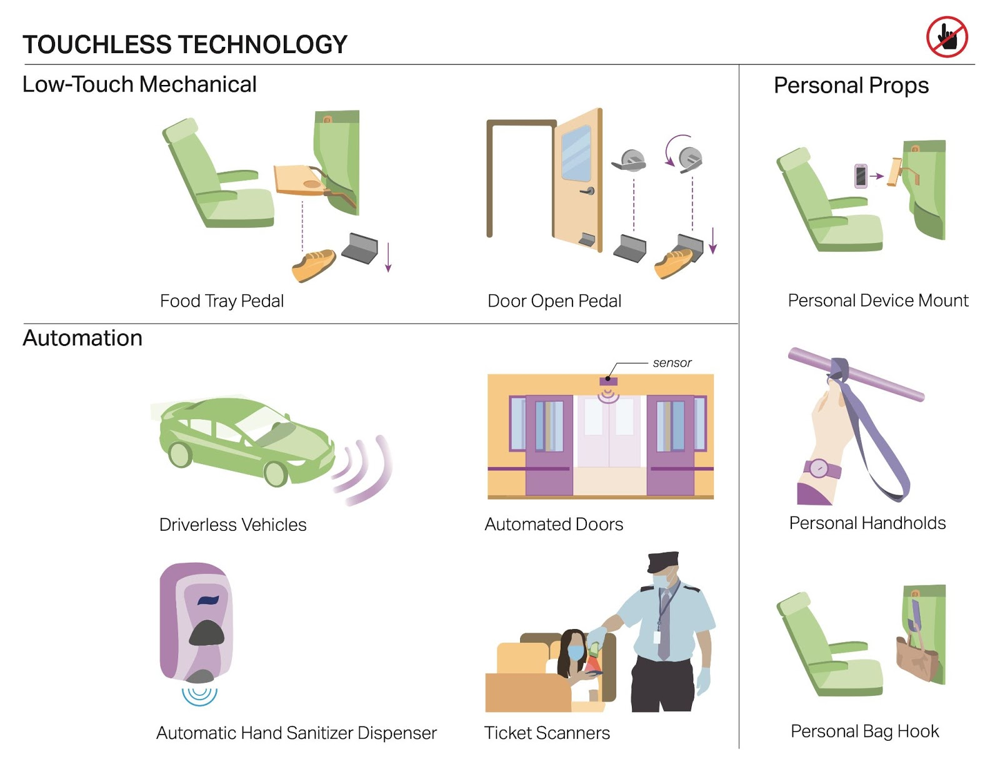 TOUCHLESS TECHNOLOGY
Low-Touch Mechanical
Food Tray Pedal
Door Open Pedal
Personal Props
Personal Device Mount
Personal Handholds
Personal Bag Hook
Automation
Driverless Vehicles
sensor
Automated Doors
Automatic Hand Sanitizer Dispenser
Ticket Scanners